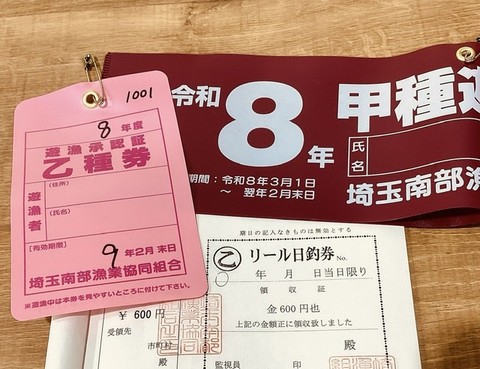 1001
8年度
遊漁承認証
乙種券
遊漁者
(住所)
(氏名)
[有効期限]
9年2月末日
埼玉南部漁業協同組合
※遊漁中は本券を見やすいところに付けて下さい。
令和
8
年
甲種遊
氏名
期間:令和8年3月1日
~翌年2月末
埼玉南部漁
期日の記入なきものは無効とする
乙 リール日釣券 No.
年 月 日当日限り
領収証
金600円也
上記の金額正に領収致しました
殿
監視員 印
¥600円
受領先
市町村
殿